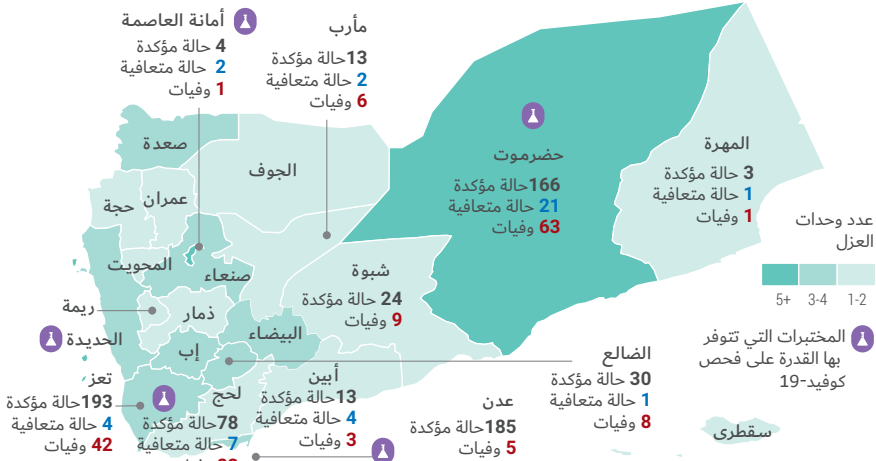 أمانة العاصمة
4 حالة مؤكدة
2 حالة متعافية
1 وفيات
مأرب
13حالة مؤكدة
2 حالة متعافية
6 وفيات
صعدة
الجوف
حضرموت
166حالة مؤكدة
21 حالة متعافية
63 وفيات
المهرة
3 حالة مؤكدة
1 حالة متعافية
1 وفيات
عمران
حجة
المحويت
صنعاء
شبوة
24 حالة مؤكدة
9 وفيات
عدد وحدات
العزل
5+
3-4
1-2
ريمة
ذمار
البيضاء
الحديدة
إب
المختبرات التي تتوفر
بها القدرة على فحص
كوفيد-19
الضالع
30 حالة مؤكدة
1 حالة متعافية
8 وفيات
تعز
193حالة مؤكدة
4 حالة متعافية
42 وفيات
لحج
78حالة مؤكدة
7 حالة متعافية
أبين
13حالة مؤكدة
4 حالة متعافية
3 وفيات
عدن
185حالة مؤكدة
5 وفيات
سقطرى